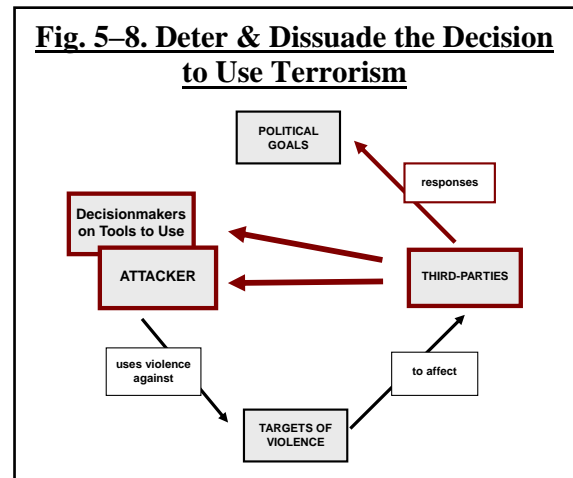 Fig. 5–8. Deter & Dissuade the Decision
to Use Terrorism
POLITICAL
GOALS
responses
Decisionmakers
on Tools to Use
ATTACKER
THIRD-PARTIES
uses violence
against
to affect
TARGETS OF
VIOLENCE